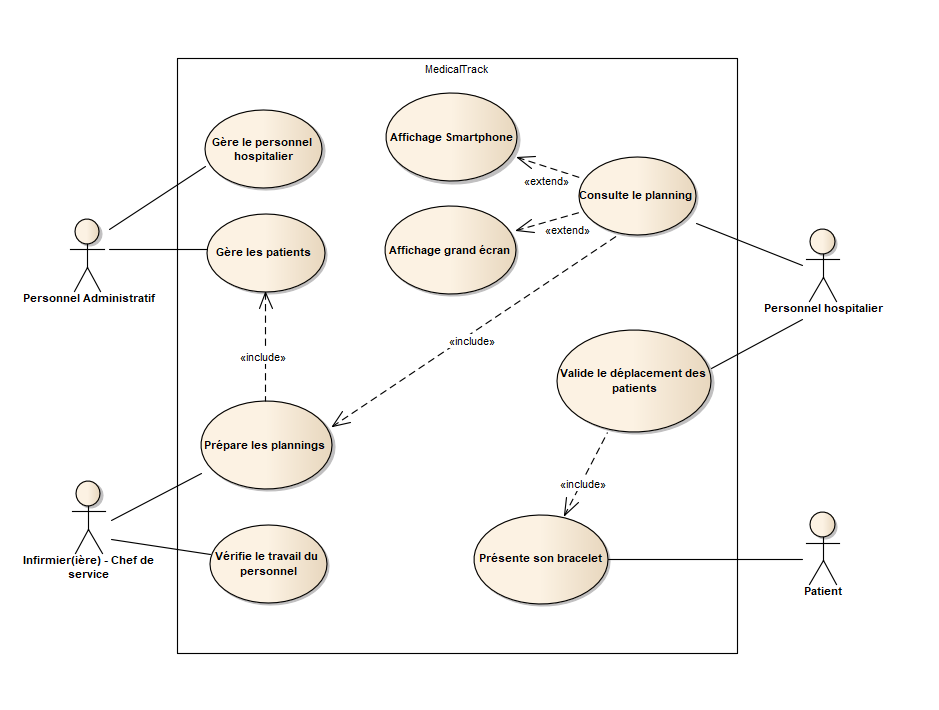 MedicalTrack
Gère le personnel
hospitalier
Affichage Smartphone
«extend»
Consulte le planning
«extend»
Gère les patients
Affichage grand écran
Personnel Administratif
Personnel hospitalier
«include»
«include»
Valide le déplacement des
patients
Prépare les plannings
«include»
Infirmier(ière) - Chef de
service
Vérifie le travail du
personnel
Présente son bracelet
Patient